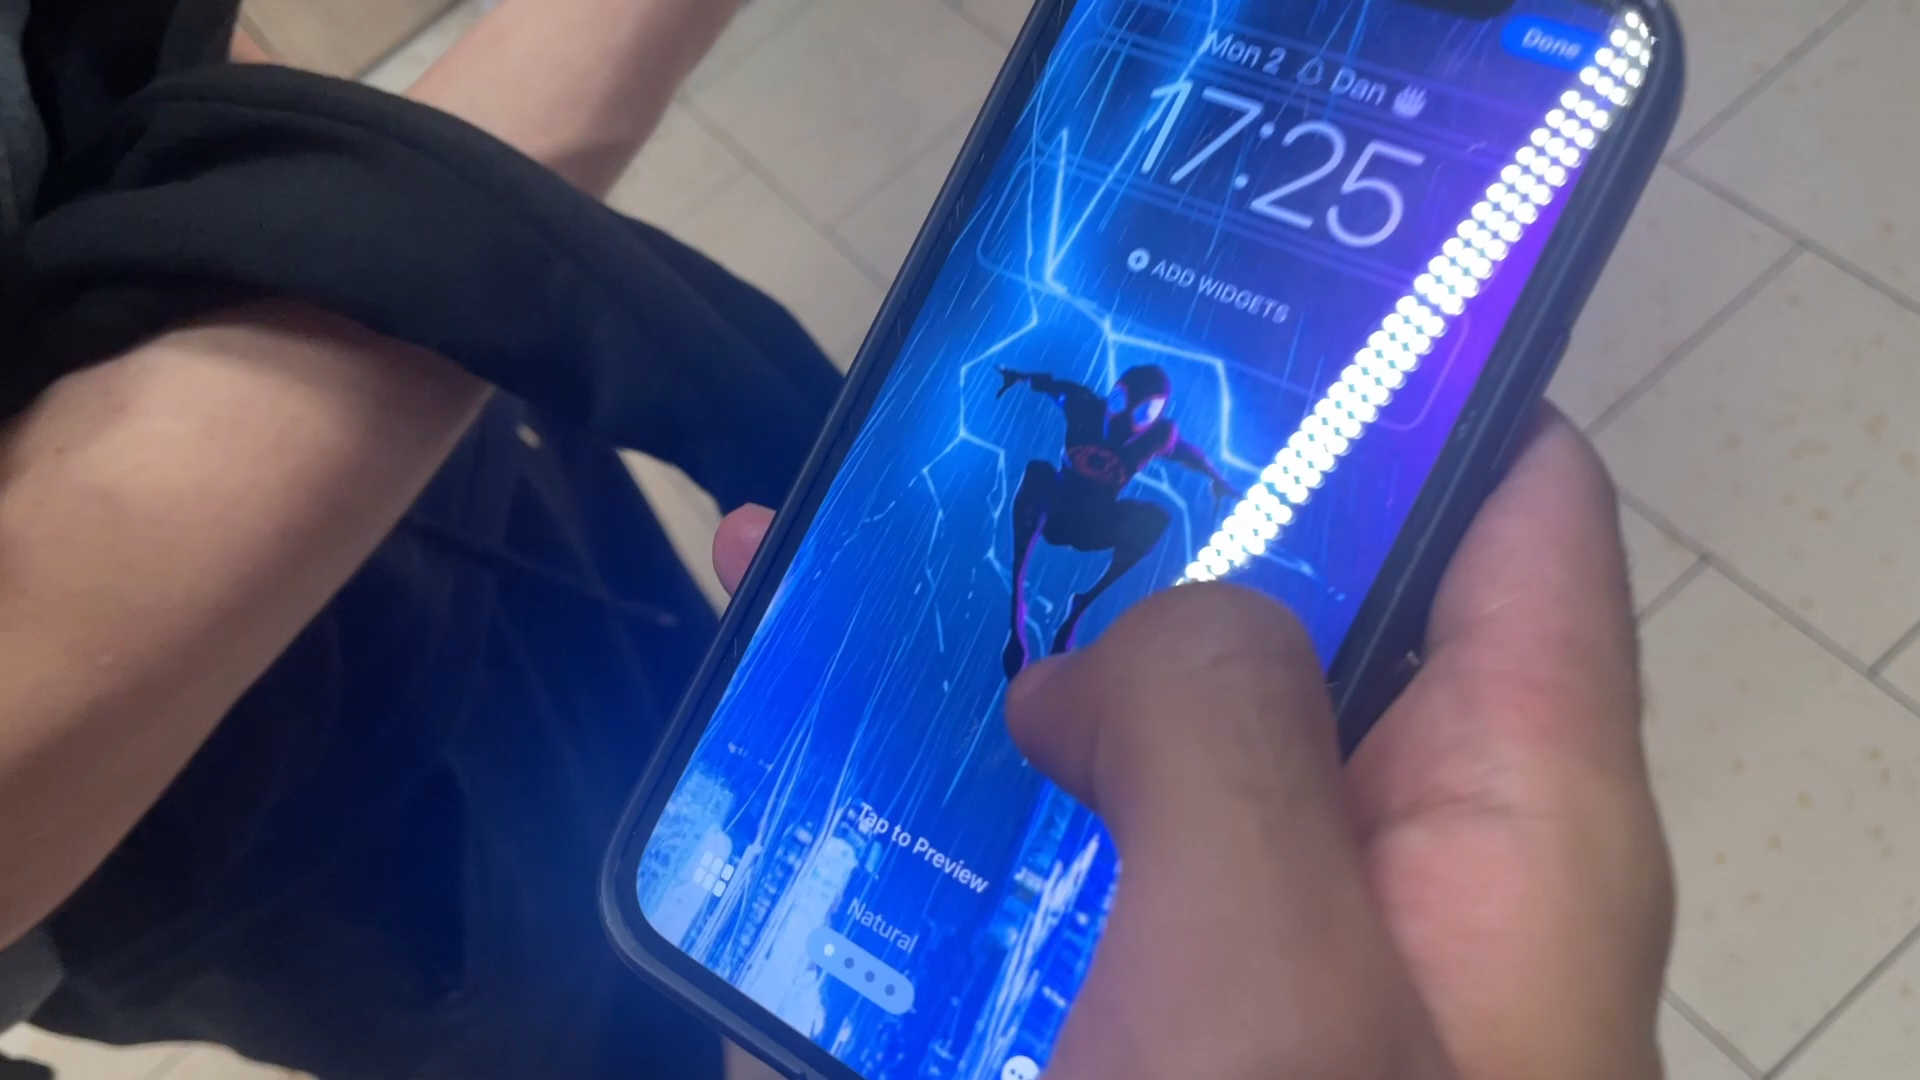 Done
Mon 2 Dan
17:25
ADD WIDGETS
Tap to Preview
Natural